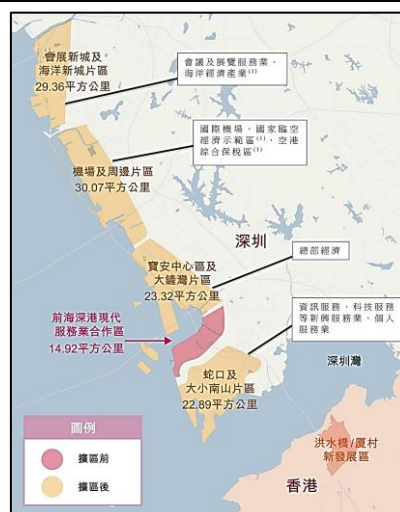 會展新城及
海洋新城片區
29.36平方公里
會議及展覽服務業、
海洋經濟產業⁽¹⁾
國際機場、國家臨空
經濟示範區⁽¹⁾、空港
綜合保稅區⁽¹⁾
機場及周邊片區
30.07平方公里
深圳
總部經濟
寶安中心區及
大鏟灣片區
23.32平方公里
前海深港現代
服務業合作區
14.92平方公里
資訊服務、科技服務
等新興服務業、個人
服務業
深圳灣
蛇口及
大小南山片區
22.89平方公里
圖例
擴區前
擴區後
洪水橋/厦村
新發展區
香港